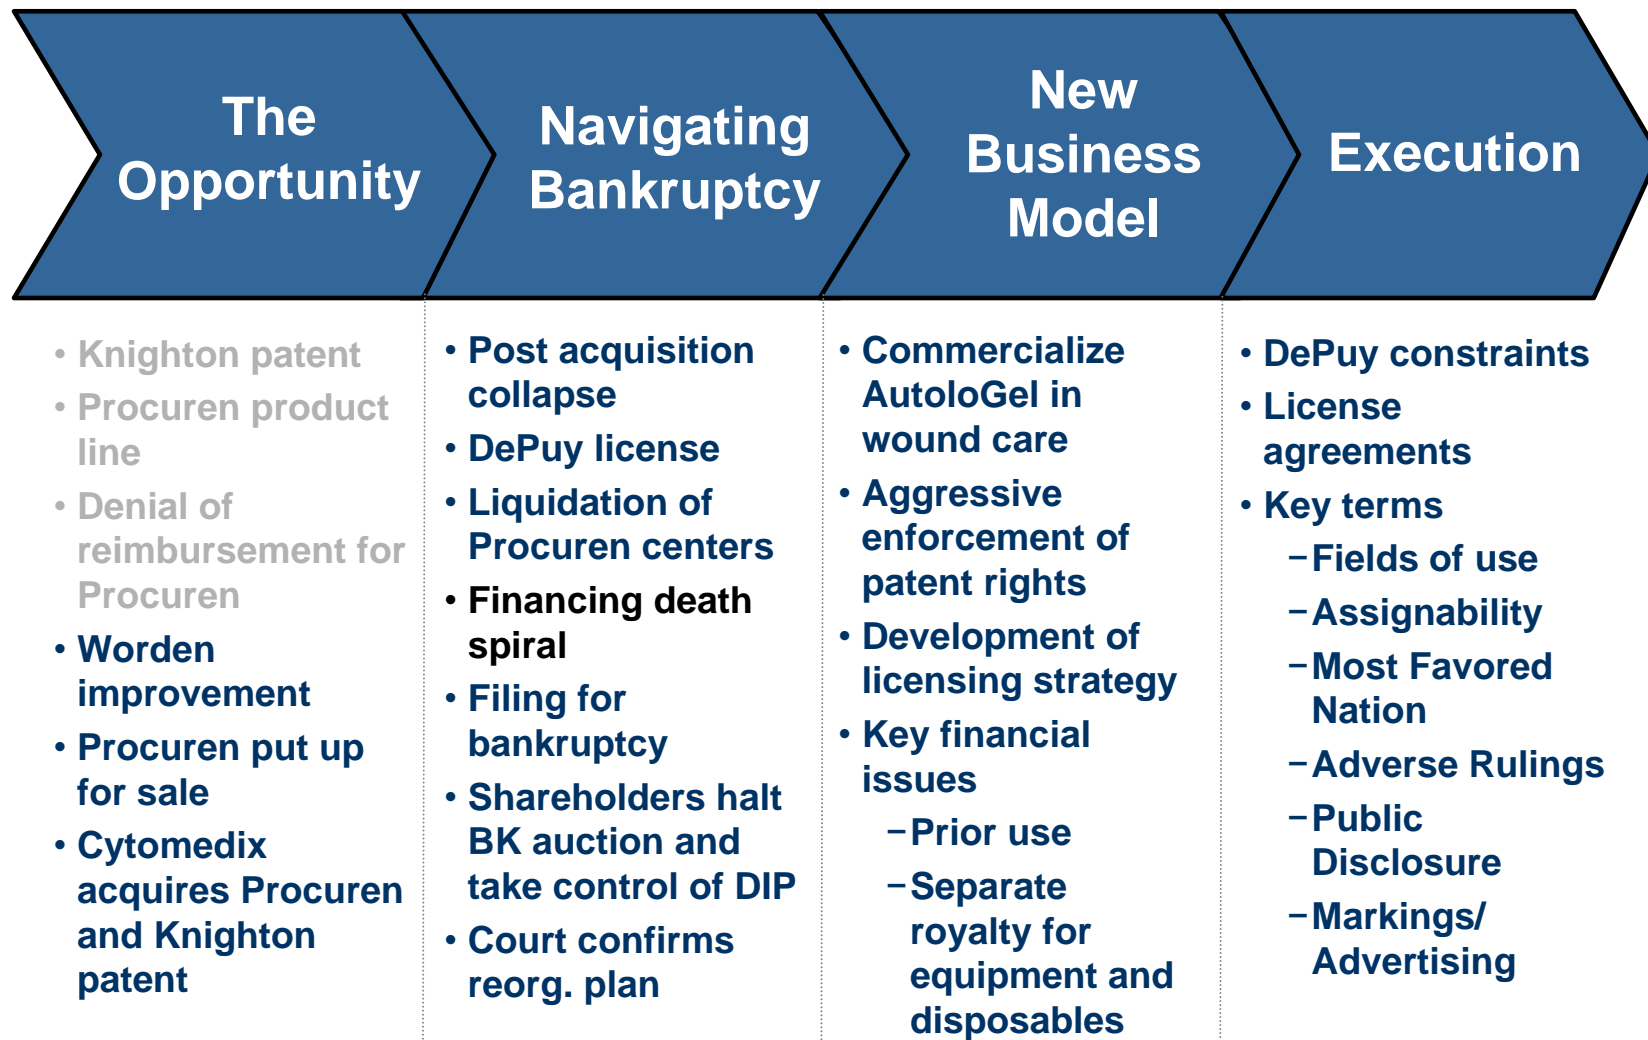 The
Opportunity
Navigating
Bankruptcy
New
Business
Model
Execution
• Knighton patent
• Procuren product
line
• Denial of
reimbursement for
Procuren
• Worden
improvement
• Procuren put up
for sale
• Cytomedix
acquires Procuren
and Knighton
patent
• Post acquisition
collapse
• DePuy license
• Liquidation of
Procuren centers
• Financing death
spiral
• Filing for
bankruptcy
• Shareholders halt
BK auction and
take control of DIP
• Court confirms
reorg. plan
• Commercialize
AutoloGel in
wound care
• Aggressive
enforcement of
patent rights
• Development of
licensing strategy
• Key financial
issues
–Prior use
–Separate
royalty for
equipment and
disposables
• DePuy constraints
• License
agreements
• Key terms
–Fields of use
–Assignability
–Most Favored
Nation
–Adverse Rulings
–Public
Disclosure
–Markings/
Advertising